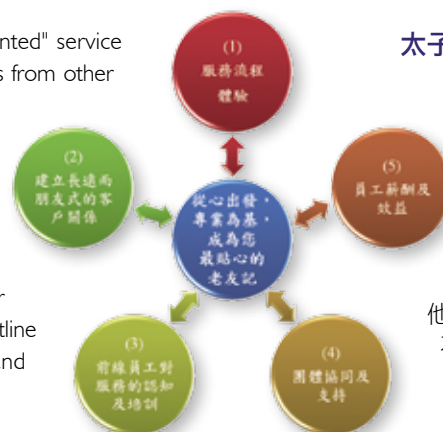 nted" service
s from other
太子
(1)
服務流程
體驗
(2)
建立長遠而
朋友式的客
戶關係
從心出發，
專業為基，
成為您
最貼心的
老友記
(5)
員工薪酬及
效益
r
tline
and
(3)
前線員工對
服務的認知
及培訓
(4)
團體協同及
支持
他